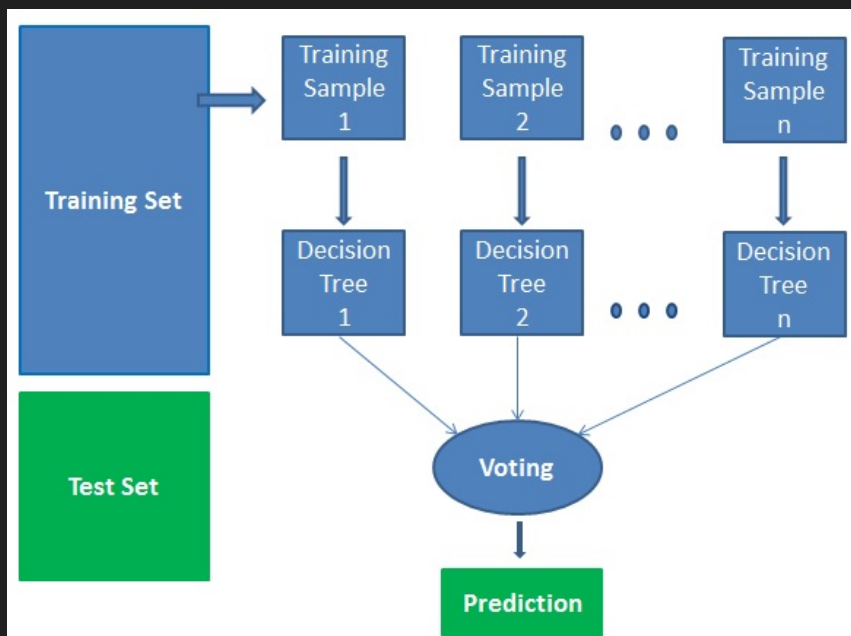 Training Set
Training
Sample
1
Training
Sample
2
Training
Sample
n
Decision
Tree
1
Decision
Tree
2
Decision
Tree
n
Test Set
Voting
Prediction